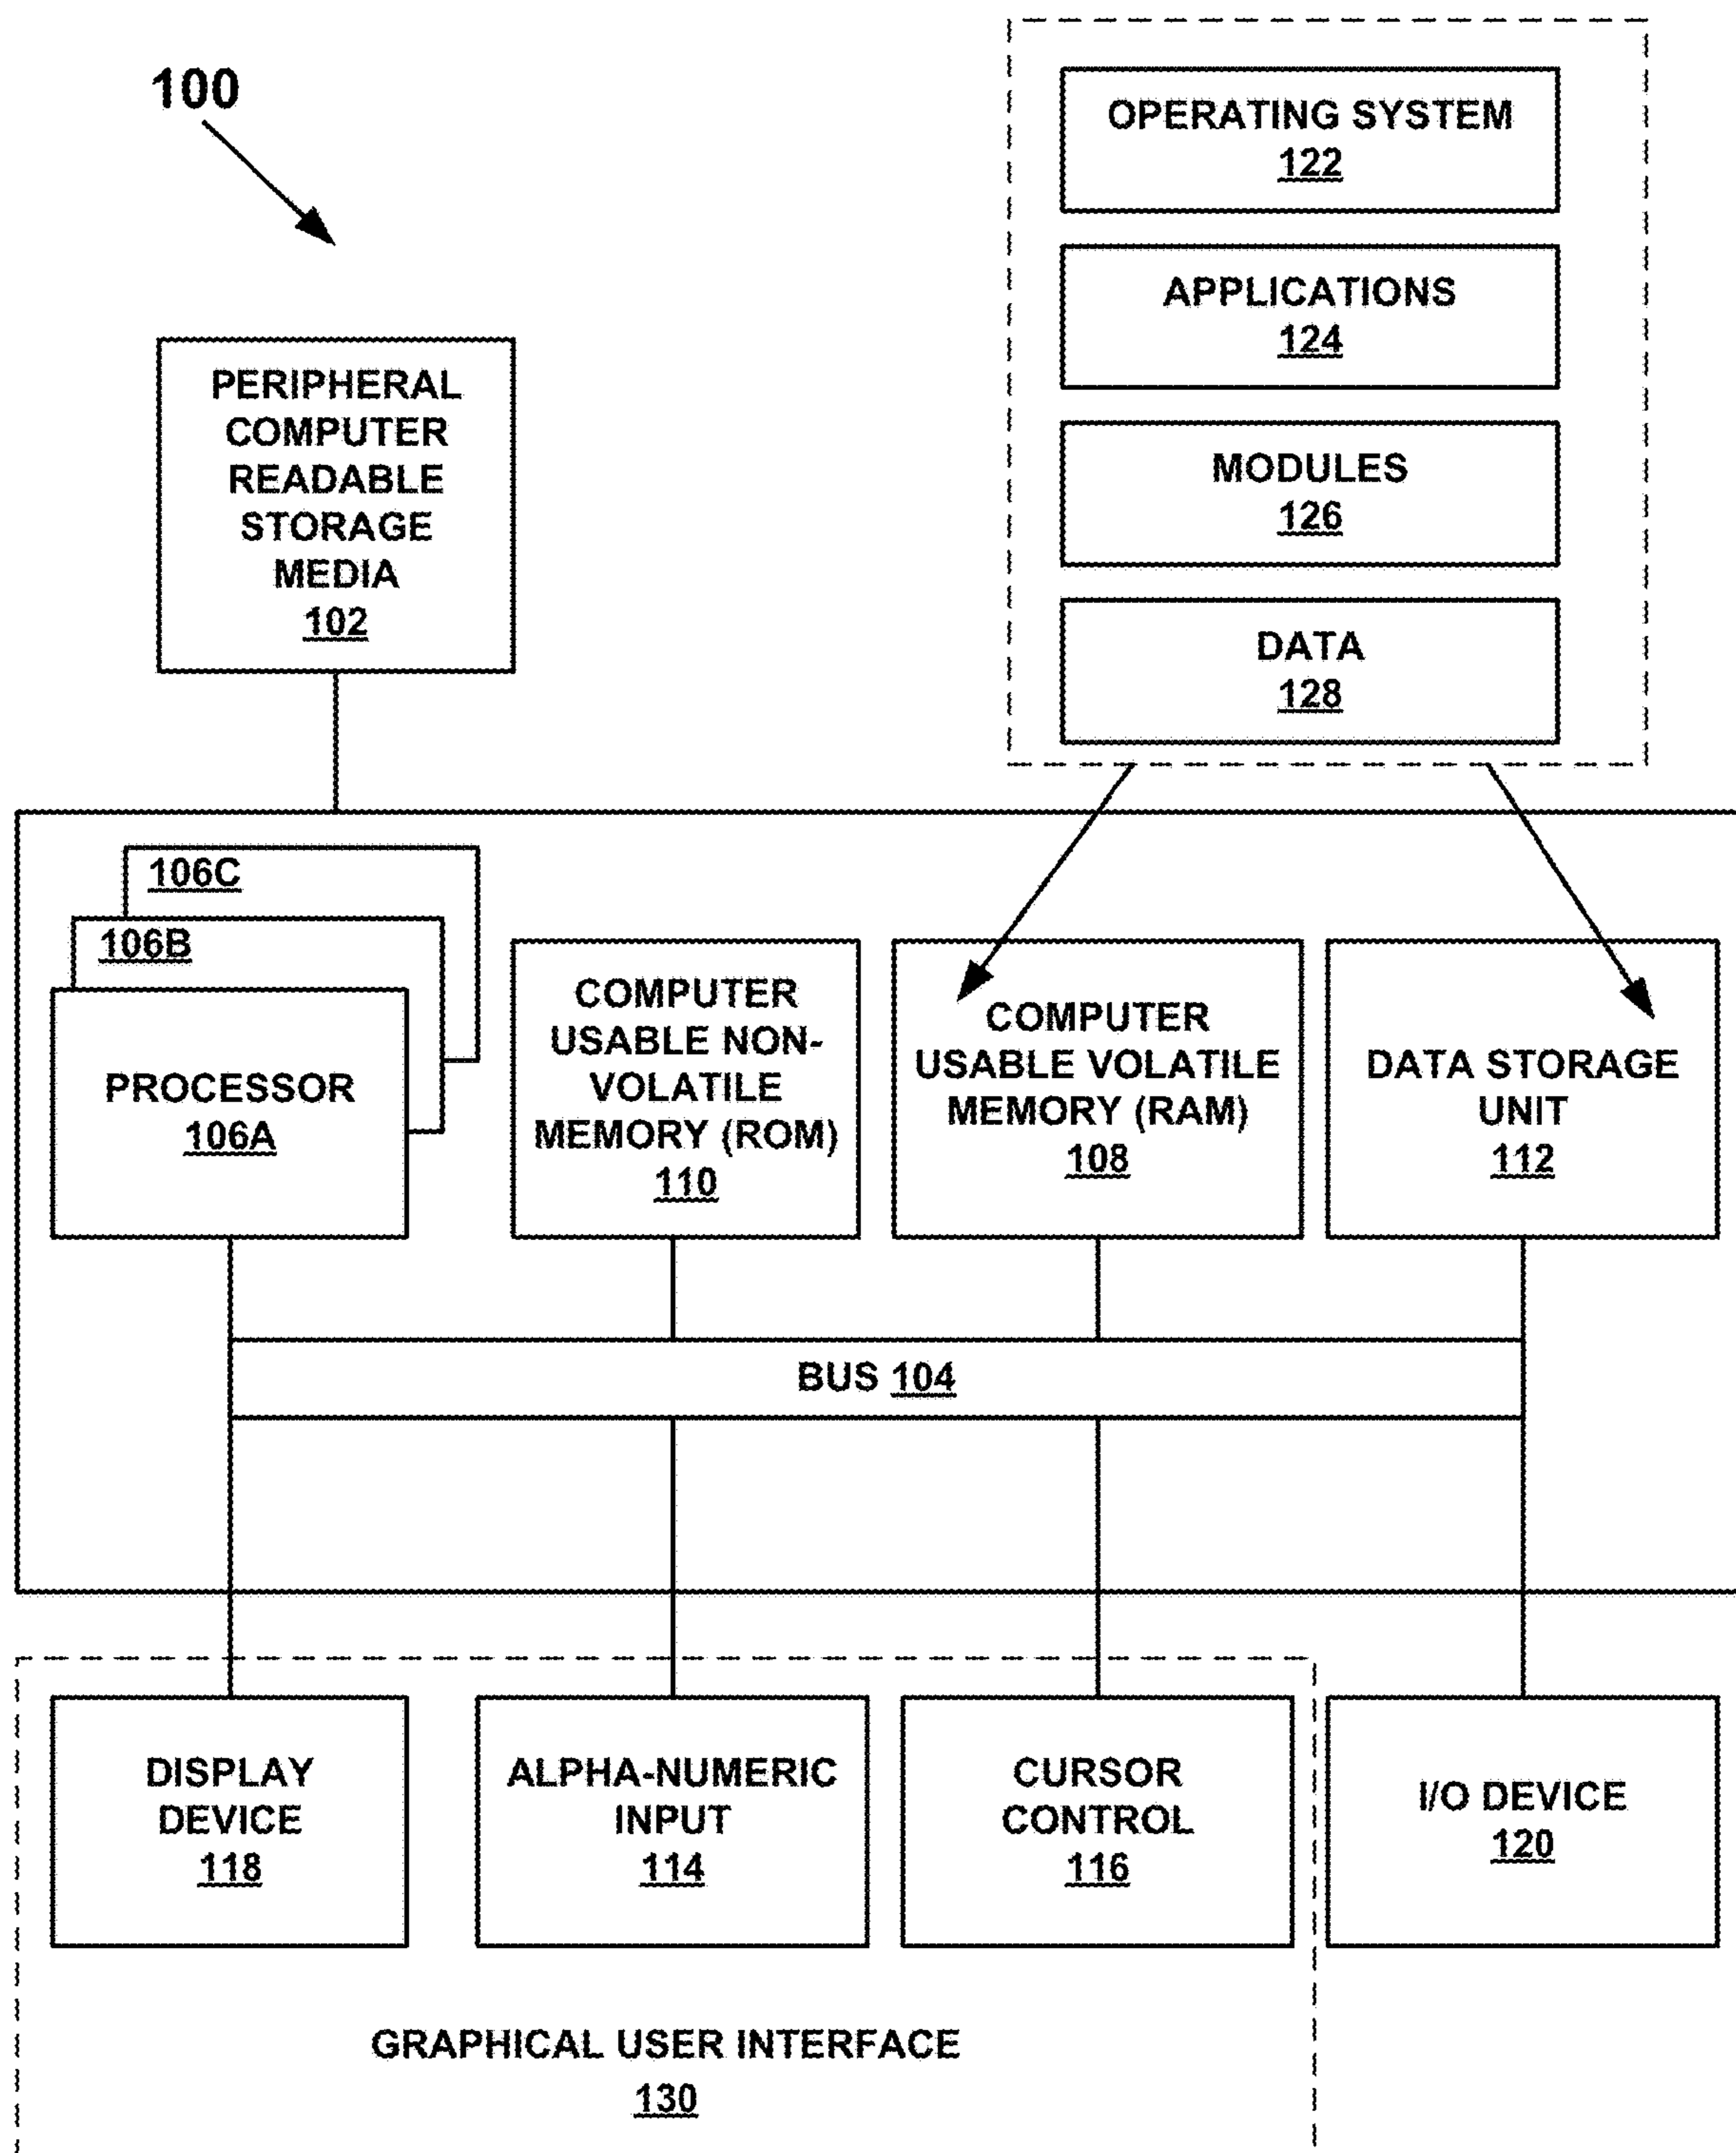 100
OPERATING SYSTEM
122
APPLICATIONS
124
MODULES
126
DATA
128
PERIPHERAL
COMPUTER
READABLE
STORAGE
MEDIA
102
106C
106B
PROCESSOR
106A
COMPUTER
USABLE NON-
VOLATILE
MEMORY (ROM)
110
COMPUTER
USABLE VOLATILE
MEMORY (RAM)
108
DATA STORAGE
UNIT
112
BUS 104
DISPLAY
DEVICE
118
ALPHA-NUMERIC
INPUT
114
CURSOR
CONTROL
116
I/O DEVICE
120
GRAPHICAL USER INTERFACE
130